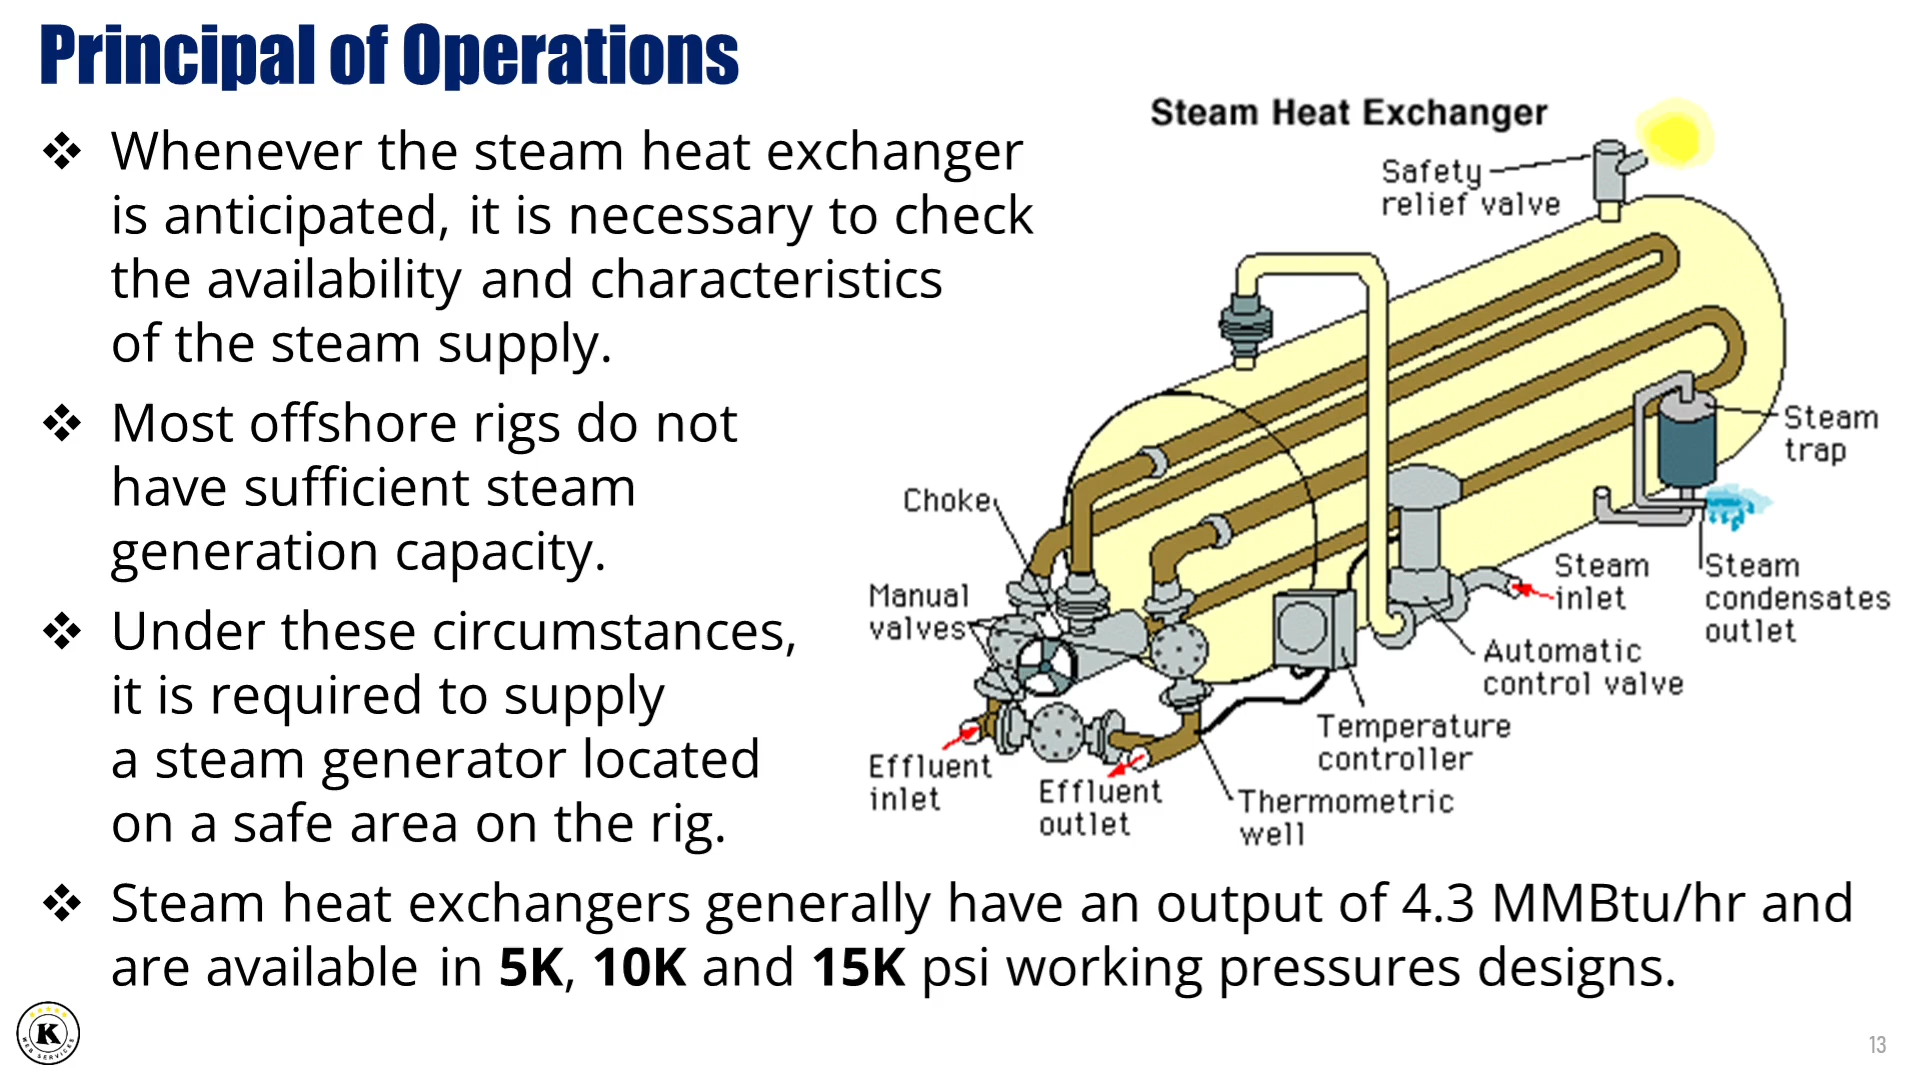 Principal of Operations
❖ Whenever the steam heat exchanger
is anticipated, it is necessary to check
the availability and characteristics
of the steam supply.
❖ Most offshore rigs do not
have sufficient steam
generation capacity.
❖ Under these circumstances,
it is required to supply
a steam generator located
on a safe area on the rig.
❖ Steam heat exchangers generally have an output of 4.3 MMBtu/hr and
are available in 5K, 10K and 15K psi working pressures designs.
Steam Heat Exchanger
Safety
relief valve
Steam
trap
Choke
Manual
valves
Steam
inlet
Steam
condensates
outlet
Automatic
control valve
Temperature
controller
Effluent
inlet
Effluent
outlet
Thermometric
well
K
WEB SERVICES
13